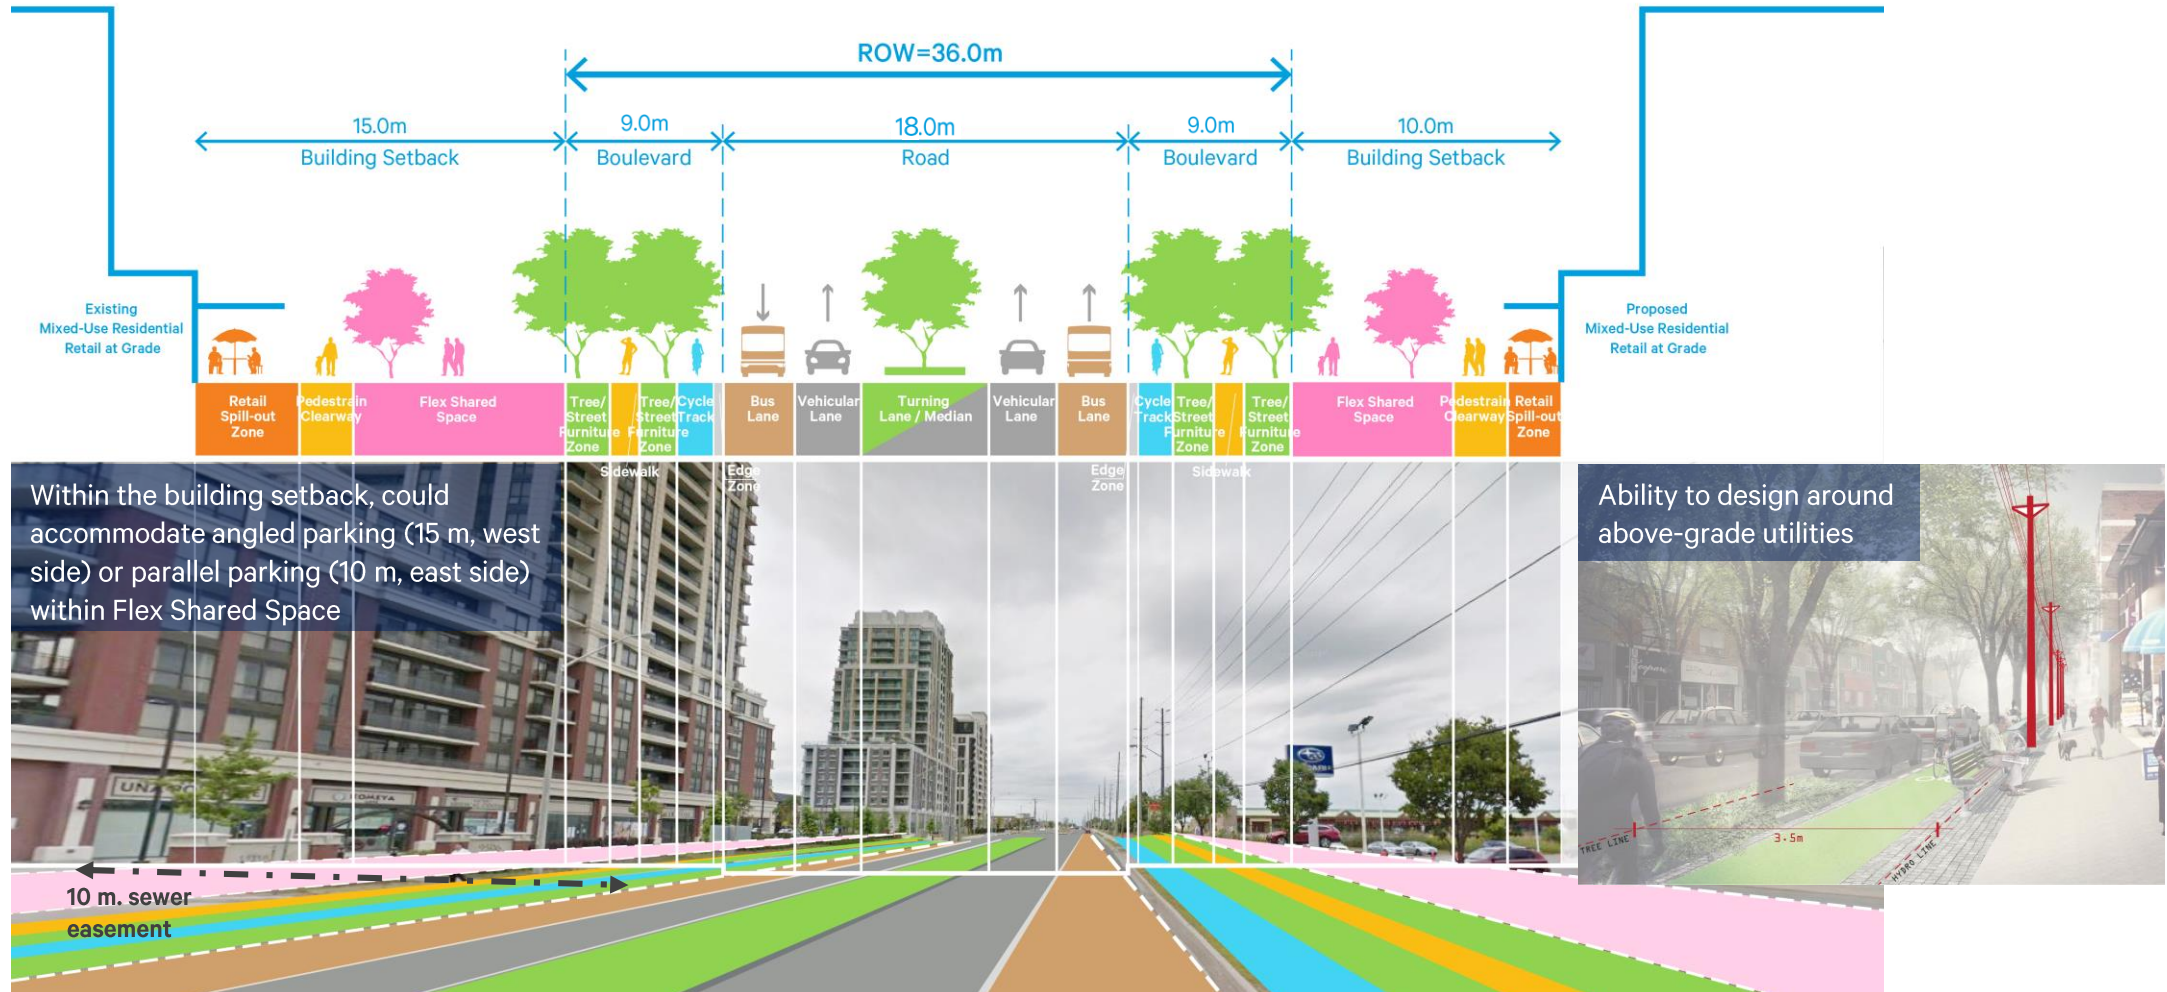 ROW=36.0m
15.0m
9.0m
18.0m
9.0m
10.0m
Building Setback
Boulevard
Road
Boulevard
Building Setback
Existing
Mixed-Use Residential
Retail at Grade
Proposed
Mixed-Use Residential
Retail at Grade
Retail
Spill-out
Zone
Pedestrain
Clearway
Flex Shared
Space
Tree/
Street
Furniture
Zone
Sidewalk
Tree/
Street
Furniture
Zone
Cycle
Track
Edge
Zone
Bus
Lane
Vehicular
Lane
Turning
Lane / Median
Vehicular
Lane
Bus
Lane
Edge
Zone
Cycle
Track
Tree/
Street
Furniture
Zone
Sidewalk
Tree/
Street
Furniture
Zone
Flex Shared
Space
Pedestrain
Clearway
Retail
Spill-out
Zone
Within the building setback, could
accommodate angled parking (15 m, west
side) or parallel parking (10 m, east side)
within Flex Shared Space
Ability to design around
above-grade utilities
10 m. sewer
easement
TREE LINE
3.5m
HYDRO LINE